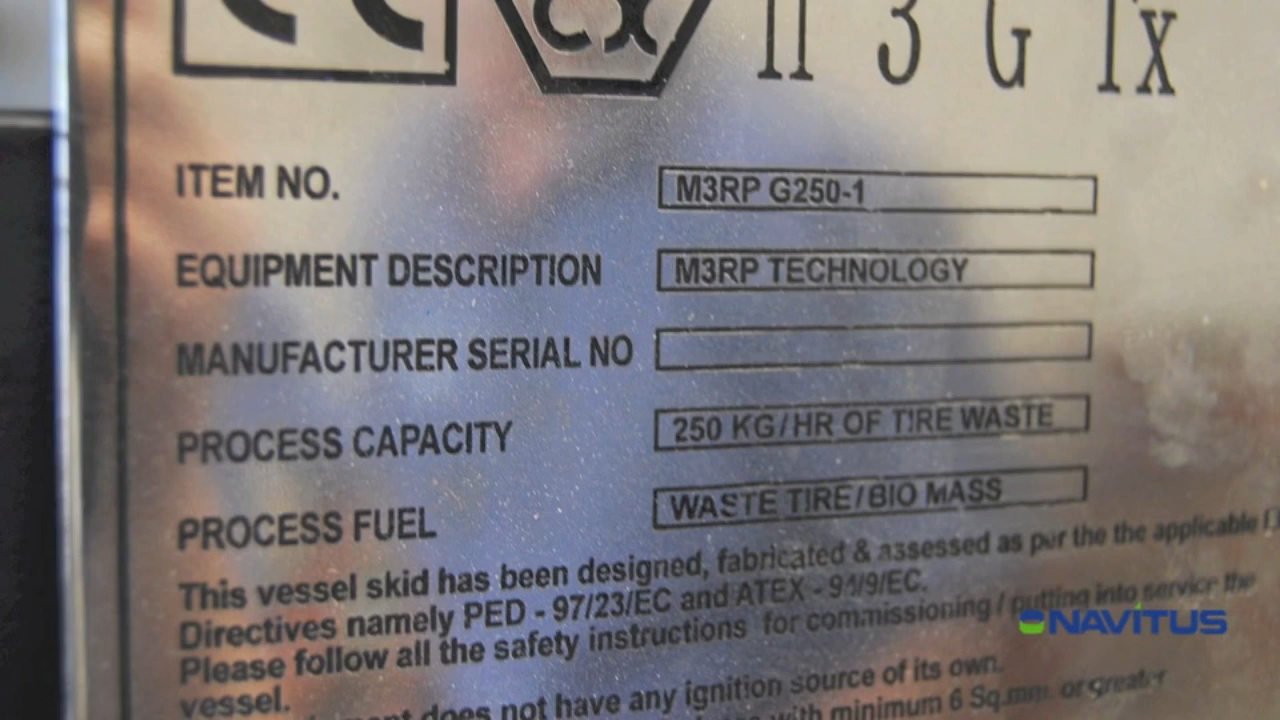 CE Ex II 3 G Tx
ITEM NO. M3RP G250-1
EQUIPMENT DESCRIPTION M3RP TECHNOLOGY
MANUFACTURER SERIAL NO
PROCESS CAPACITY 250 KG/HR OF TIRE WASTE
PROCESS FUEL WASTE TIRE/BIO MASS
This vessel skid has been designed, fabricated & assessed as per the the applicable
Directives namely PED - 97/23/EC and ATEX - 94/9/EC.
Please follow all the safety instructions for commissioning / putting into service the
vessel.
does not have any ignition source of its own.
with minimum 6 Sq.mm. or greater
NAVITUS